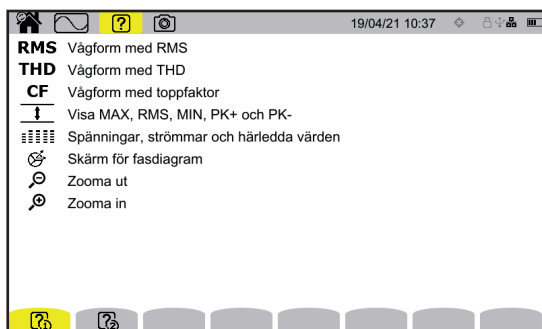 19/04/21 10:37
RMS Vågform med RMS
THD Vågform med THD
CF Vågform med toppfaktor
Visa MAX, RMS, MIN, PK+ och PK-
Spänningar, strömmar och härledda värden
Skärm för fasdiagram
Zooma ut
Zooma in